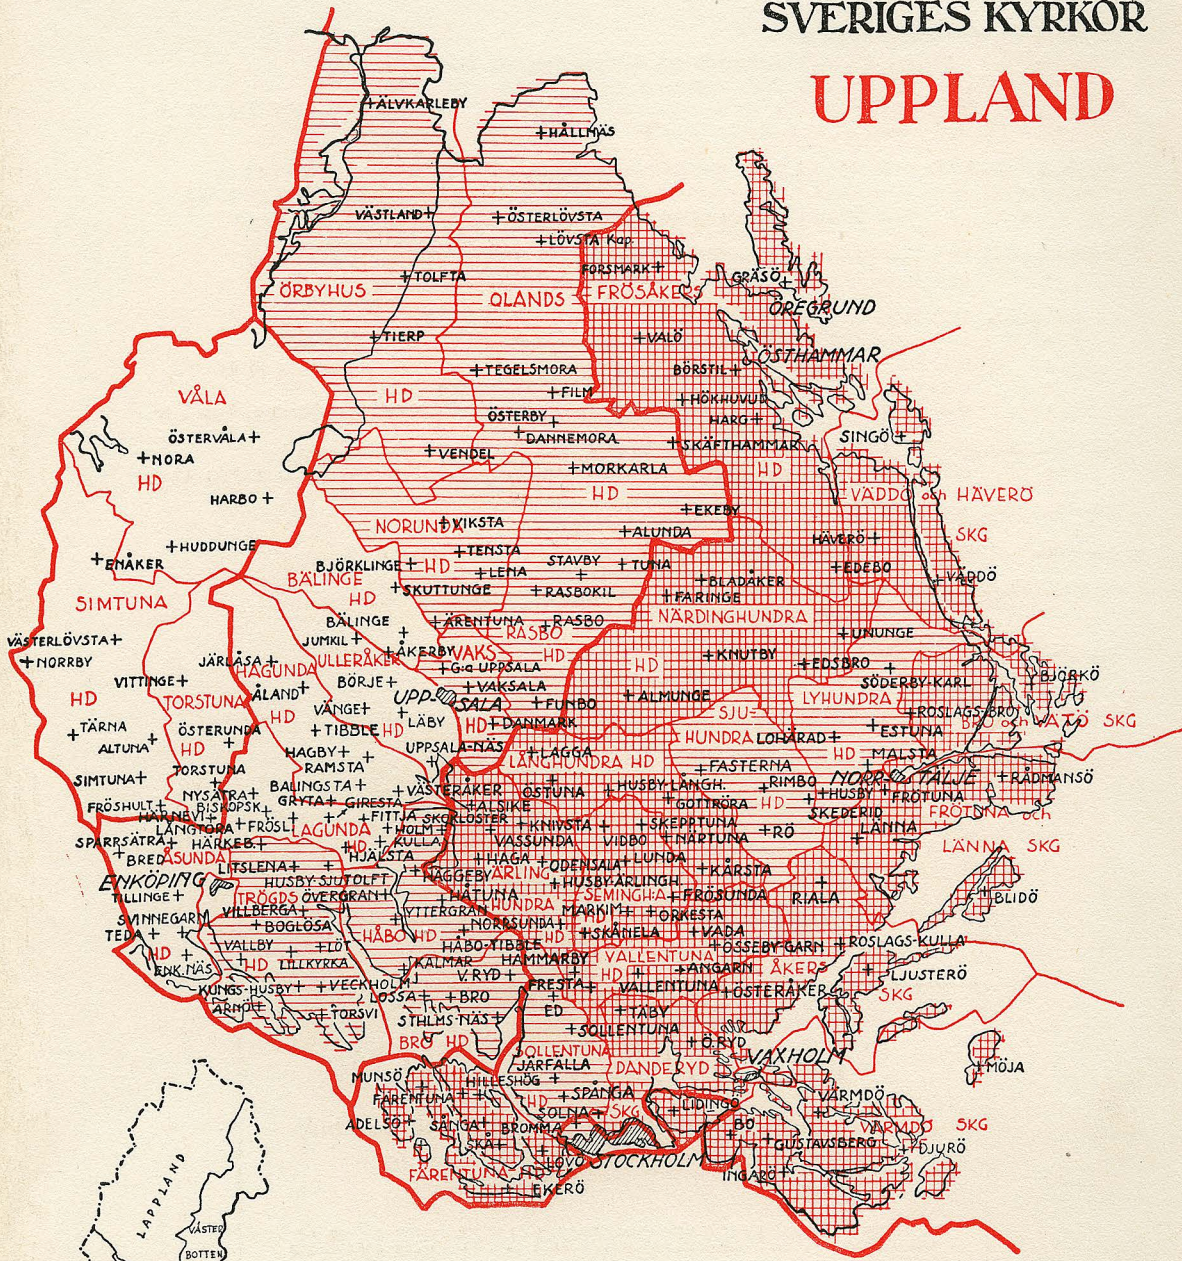 SVERIGES KYRKOR
UPPLAND
ÄLVKARLEBY
HÅLLNÄS
VÄSTLAND
ÖSTERLÖVSTA
LÖVSTA Kap.
FORSMARK
TOLFTA
GRÄSÖ
ÖRBYHUS
OLANDS
FRÖSÅKERS
ÖREGRUND
TIERP
VALÖ
ÖSTHAMMAR
TEGELSMORA
BÖRSTIL
VÅLA
HD
FILM
HÖKHUVUD
ÖSTERBY
HARG
ÖSTERVÅLA
DANNEMORA
SKÄFTHAMMAR
SINGÖ
NORA
VENDEL
MORKARLA
HD
HD
HD
VÄDDÖ och HÄVERÖ
HARBO
EKEBY
NORUNDA
VIKSTA
ALUNDA
HÄVERÖ
SKG
HUDDUNGE
TENSTA
ENÅKER
BJÖRKLINGE
HD
STAVBY
TUNA
EDEBO
BÄLINGE
LENA
BLADÅKER
VÄDDÖ
HD
SKUTTUNGE
RASBOKIL
FARINGE
SIMTUNA
NÄRDINGHUNDRA
BÄLINGE
ÄRENTUNA
RASBO
RASBO
UNUNGE
VÄSTERLÖVSTA
JUMKIL
ÅKERBY
VAKS
HD
KNUTBY
NORRBY
JÄRLÅSA
HAGUNDA
ULLERÅKER
G:a UPPSALA
HD
EDSBRO
BJÖRKÖ
VITTINGE
BÖRJE
VAKSALA
SÖDERBY-KARL
HD
TORSTUNA
ÅLAND
UPPSALA
FUNBO
ALMUNGE
LYHUNDRA
VÄNGE
LÄBY
HD
DANMARK
SJU-
HUNDRA
ROSLAGS-BRO
BRO och VÄTÖ SKG
TÄRNA
ÖSTERUNDA
HD
TIBBLE
HD
LOHÄRAD
ESTUNA
ALTUNA
HD
HAGBY
UPPSALA-NÄS
LAGGA
HD
MALSTA
TORSTUNA
RAMSTA
LÅNGHUNDRA HD
FASTERNA
NORRTÄLJE
RÅDMANSÖ
SIMTUNA
BALINGSTA
VÄSTERÅKER
ÖSTUNA
HUSBY-LÅNGH.
RIMBO
NYSÄTRA
GRYTA
GIRESTA
ALSIKE
GOTTRÖRA
HD
HUSBY
FRÖTUNA
FRÖSHULT
BISKOPSK.
FITTJA
SKOKLOSTER
SKEDERID
FRÖTUNA och
HÄRNEVI
LÅNGTORA
FRÖSL.
LAGUNDA
HOLM
KNIVSTA
SKEPPTUNA
RÖ
LÄNNA
SPARRSÄTRA
HÄRKEB.
HD
KULLA
VASSUNDA
VIDBO
NÄRTUNA
LÄNNA SKG
BRED
ÅSUNDA
HJÄLSTA
HAGA
ODENSALA
LUNDA
LITSLENA
HÄGGEBY
ÄRLING-
HUNDRA
KÅRSTA
ENKÖPING
HUSBY-SJUTOLFT
HUSBY-ÄRLINGH.
TILLINGE
TRÖGDS
ÖVERGRAN
HÅTUNA
SEMINGH:A
FRÖSUNDA
RIALA
BLIDÖ
VILLBERGA
YTTERGRAN
MARKIM
HD
ORKESTA
SVINNEGARN
BOGLÖSA
NORRSUNDA
TEDA
HÅBO HD
HD
SKÅNELA
VADA
VALLBY
LÖT
HÅBO-TIBBLE
ÖSSEBY-GARN
ROSLAGS-KULLA
HD
HD
LILLKYRKA
KALMAR
HAMMARBY
VALLENTUNA
ENK.NÄS
V.RYD
HD
ANGARN
ÅKERS
LJUSTERÖ
KUNGS-HUSBY
VECKHOLM
FRESTA
VALLENTUNA
ÖSTERÅKER
SKG
LOSSA
BRO
ARNÖ
TORSVI
STHLMS-NÄS
ED
TÄBY
SOLLENTUNA
BRO HD
Ö.RYD
SOLLENTUNA
VAXHOLM
JÄRFÄLLA
DANDERYD
MÖJA
MUNSÖ
HILLESHÖG
SPÅNGA
FÄRENTUNA
HD
LIDINGÖ
VÄRMDÖ
SOLNA
SKG
ADELSÖ
SÅNGA
BROMMA
BO
VÄRMDÖ
SKG
SKÅ
GUSTAVSBERG
DJURÖ
LOVÖ
STOCKHOLM
FÄRENTUNA HD
INGARÖ
EKERÖ
LAPPLAND
VÄSTER
BOTTEN